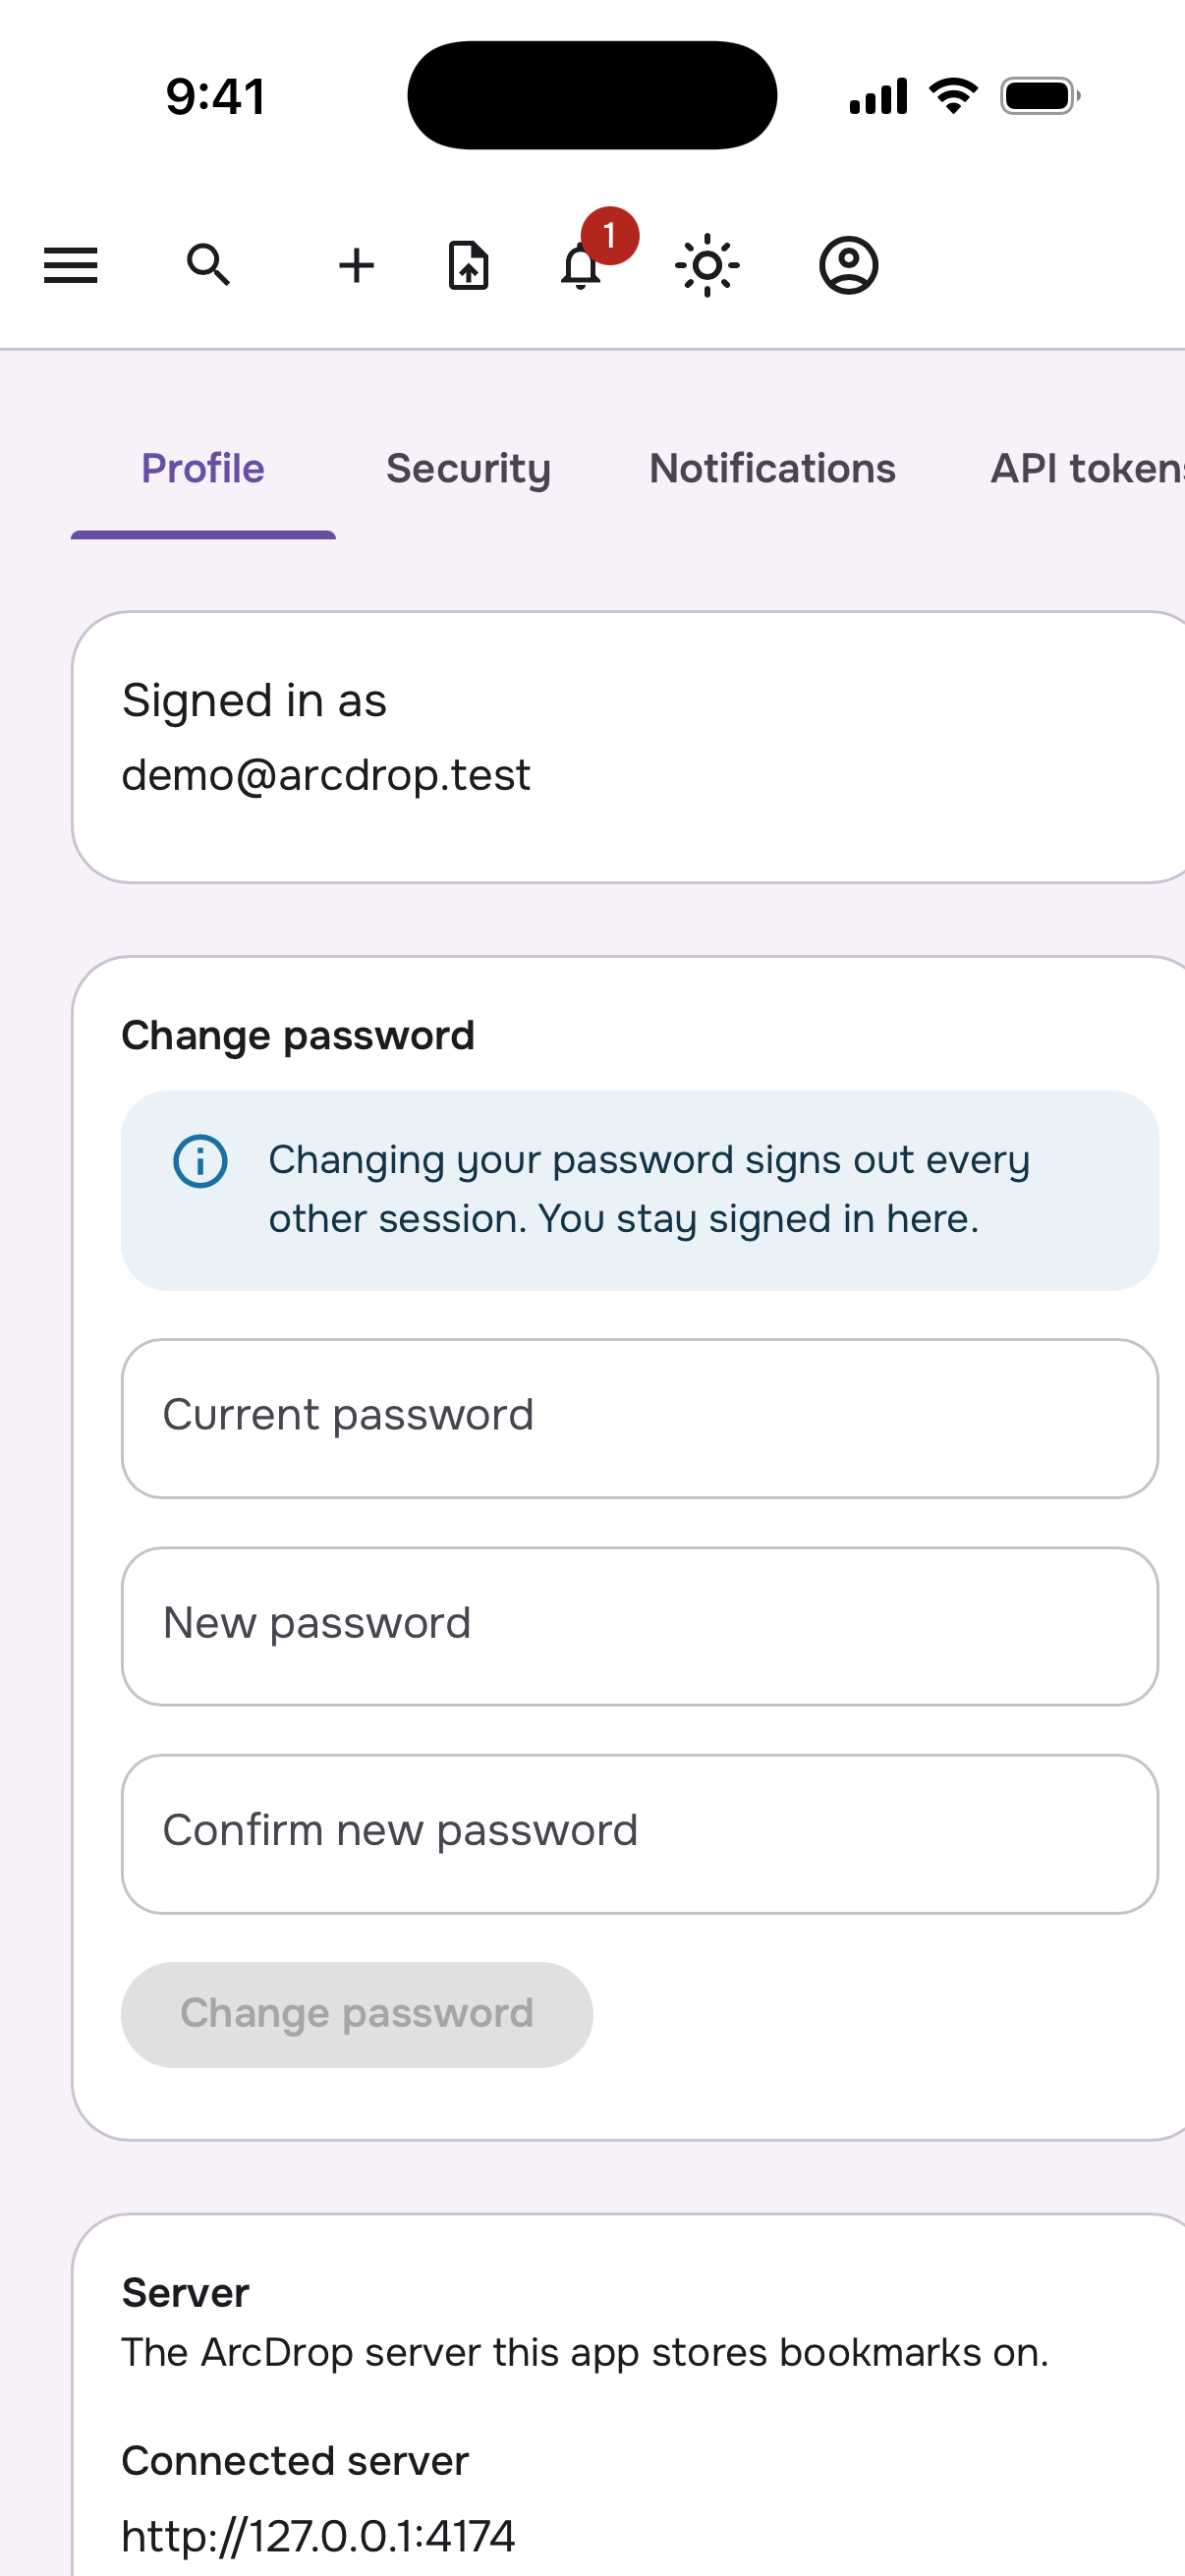 9:41
1
Profile Security Notifications API tokens
Signed in as
demo@arcdrop.test
Change password
Changing your password signs out every
other session. You stay signed in here.
Current password
New password
Confirm new password
Change password
Server
The ArcDrop server this app stores bookmarks on.
Connected server
http://127.0.0.1:4174